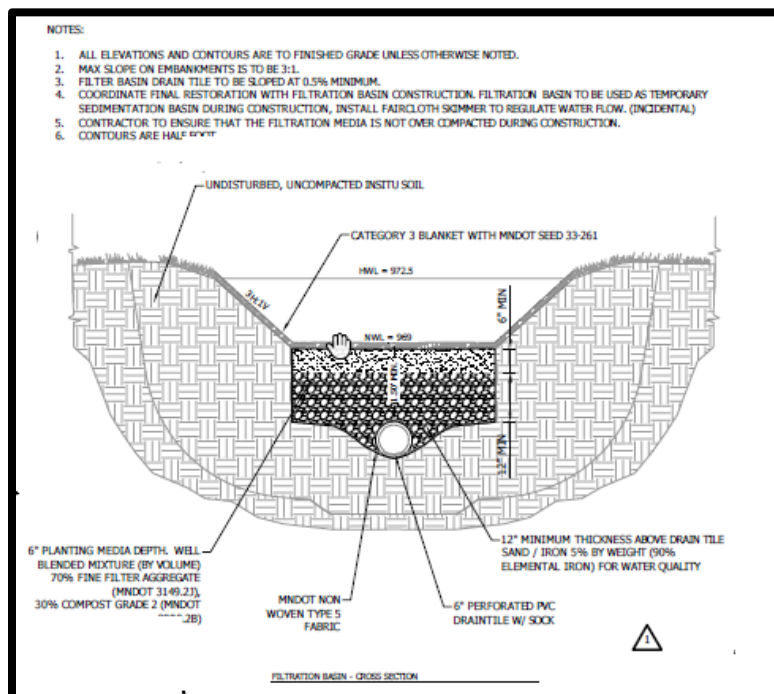 NOTES:
1. ALL ELEVATIONS AND CONTOURS ARE TO FINISHED GRADE UNLESS OTHERWISE NOTED.
2. MAX SLOPE ON EMBANKMENTS IS TO BE 3:1.
3. FILTER BASIN DRAIN TILE TO BE SLOPED AT 0.5% MINIMUM.
4. COORDINATE FINAL RESTORATION WITH FILTRATION BASIN CONSTRUCTION. FILTRATION BASIN TO BE USED AS TEMPORARY
SEDIMENTATION BASIN DURING CONSTRUCTION, INSTALL FAIRCLOTH SKIMMER TO REGULATE WATER FLOW. (INCIDENTAL)
5. CONTRACTOR TO ENSURE THAT THE FILTRATION MEDIA IS NOT OVER COMPACTED DURING CONSTRUCTION.
6. CONTOURS ARE HALF FOOT
UNDISTURBED, UNCOMPACTED INSITU SOIL
CATEGORY 3 BLANKET WITH MNDOT SEED 33-261
HWL = 972.5
3H:1V
6" MIN
NWL = 969
MIN.
12" MIN
6" PLANTING MEDIA DEPTH. WELL
BLENDED MIXTURE (BY VOLUME)
70% FINE FILTER AGGREGATE
(MNDOT 3149.2J),
30% COMPOST GRADE 2 (MNDOT
.2B)
MNDOT NON
WOVEN TYPE 5
FABRIC
6" PERFORATED PVC
DRAINTILE W/ SOCK
12" MINIMUM THICKNESS ABOVE DRAIN TILE
SAND / IRON 5% BY WEIGHT (90%
ELEMENTAL IRON) FOR WATER QUALITY
1
FILTRATION BASIN - CROSS SECTION